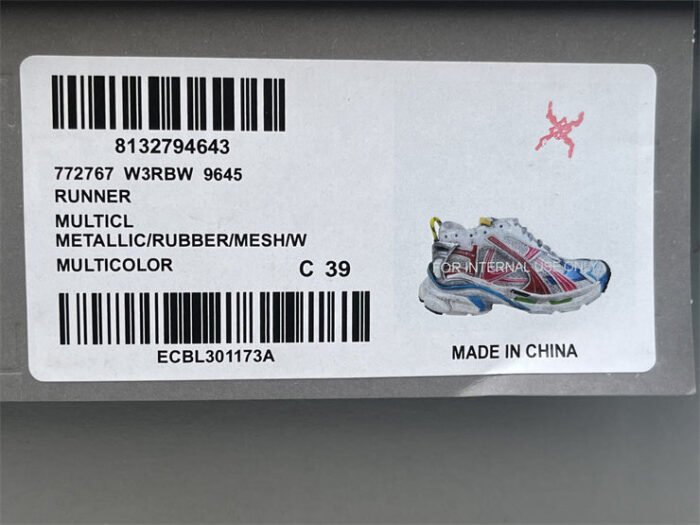 8132794643
772767 W3RBW 9645
RUNNER
MULTICL
METALLIC/RUBBER/MESH/W
MULTICOLOR C 39
ECBL301173A
FOR INTERNAL USE ONLY
MADE IN CHINA